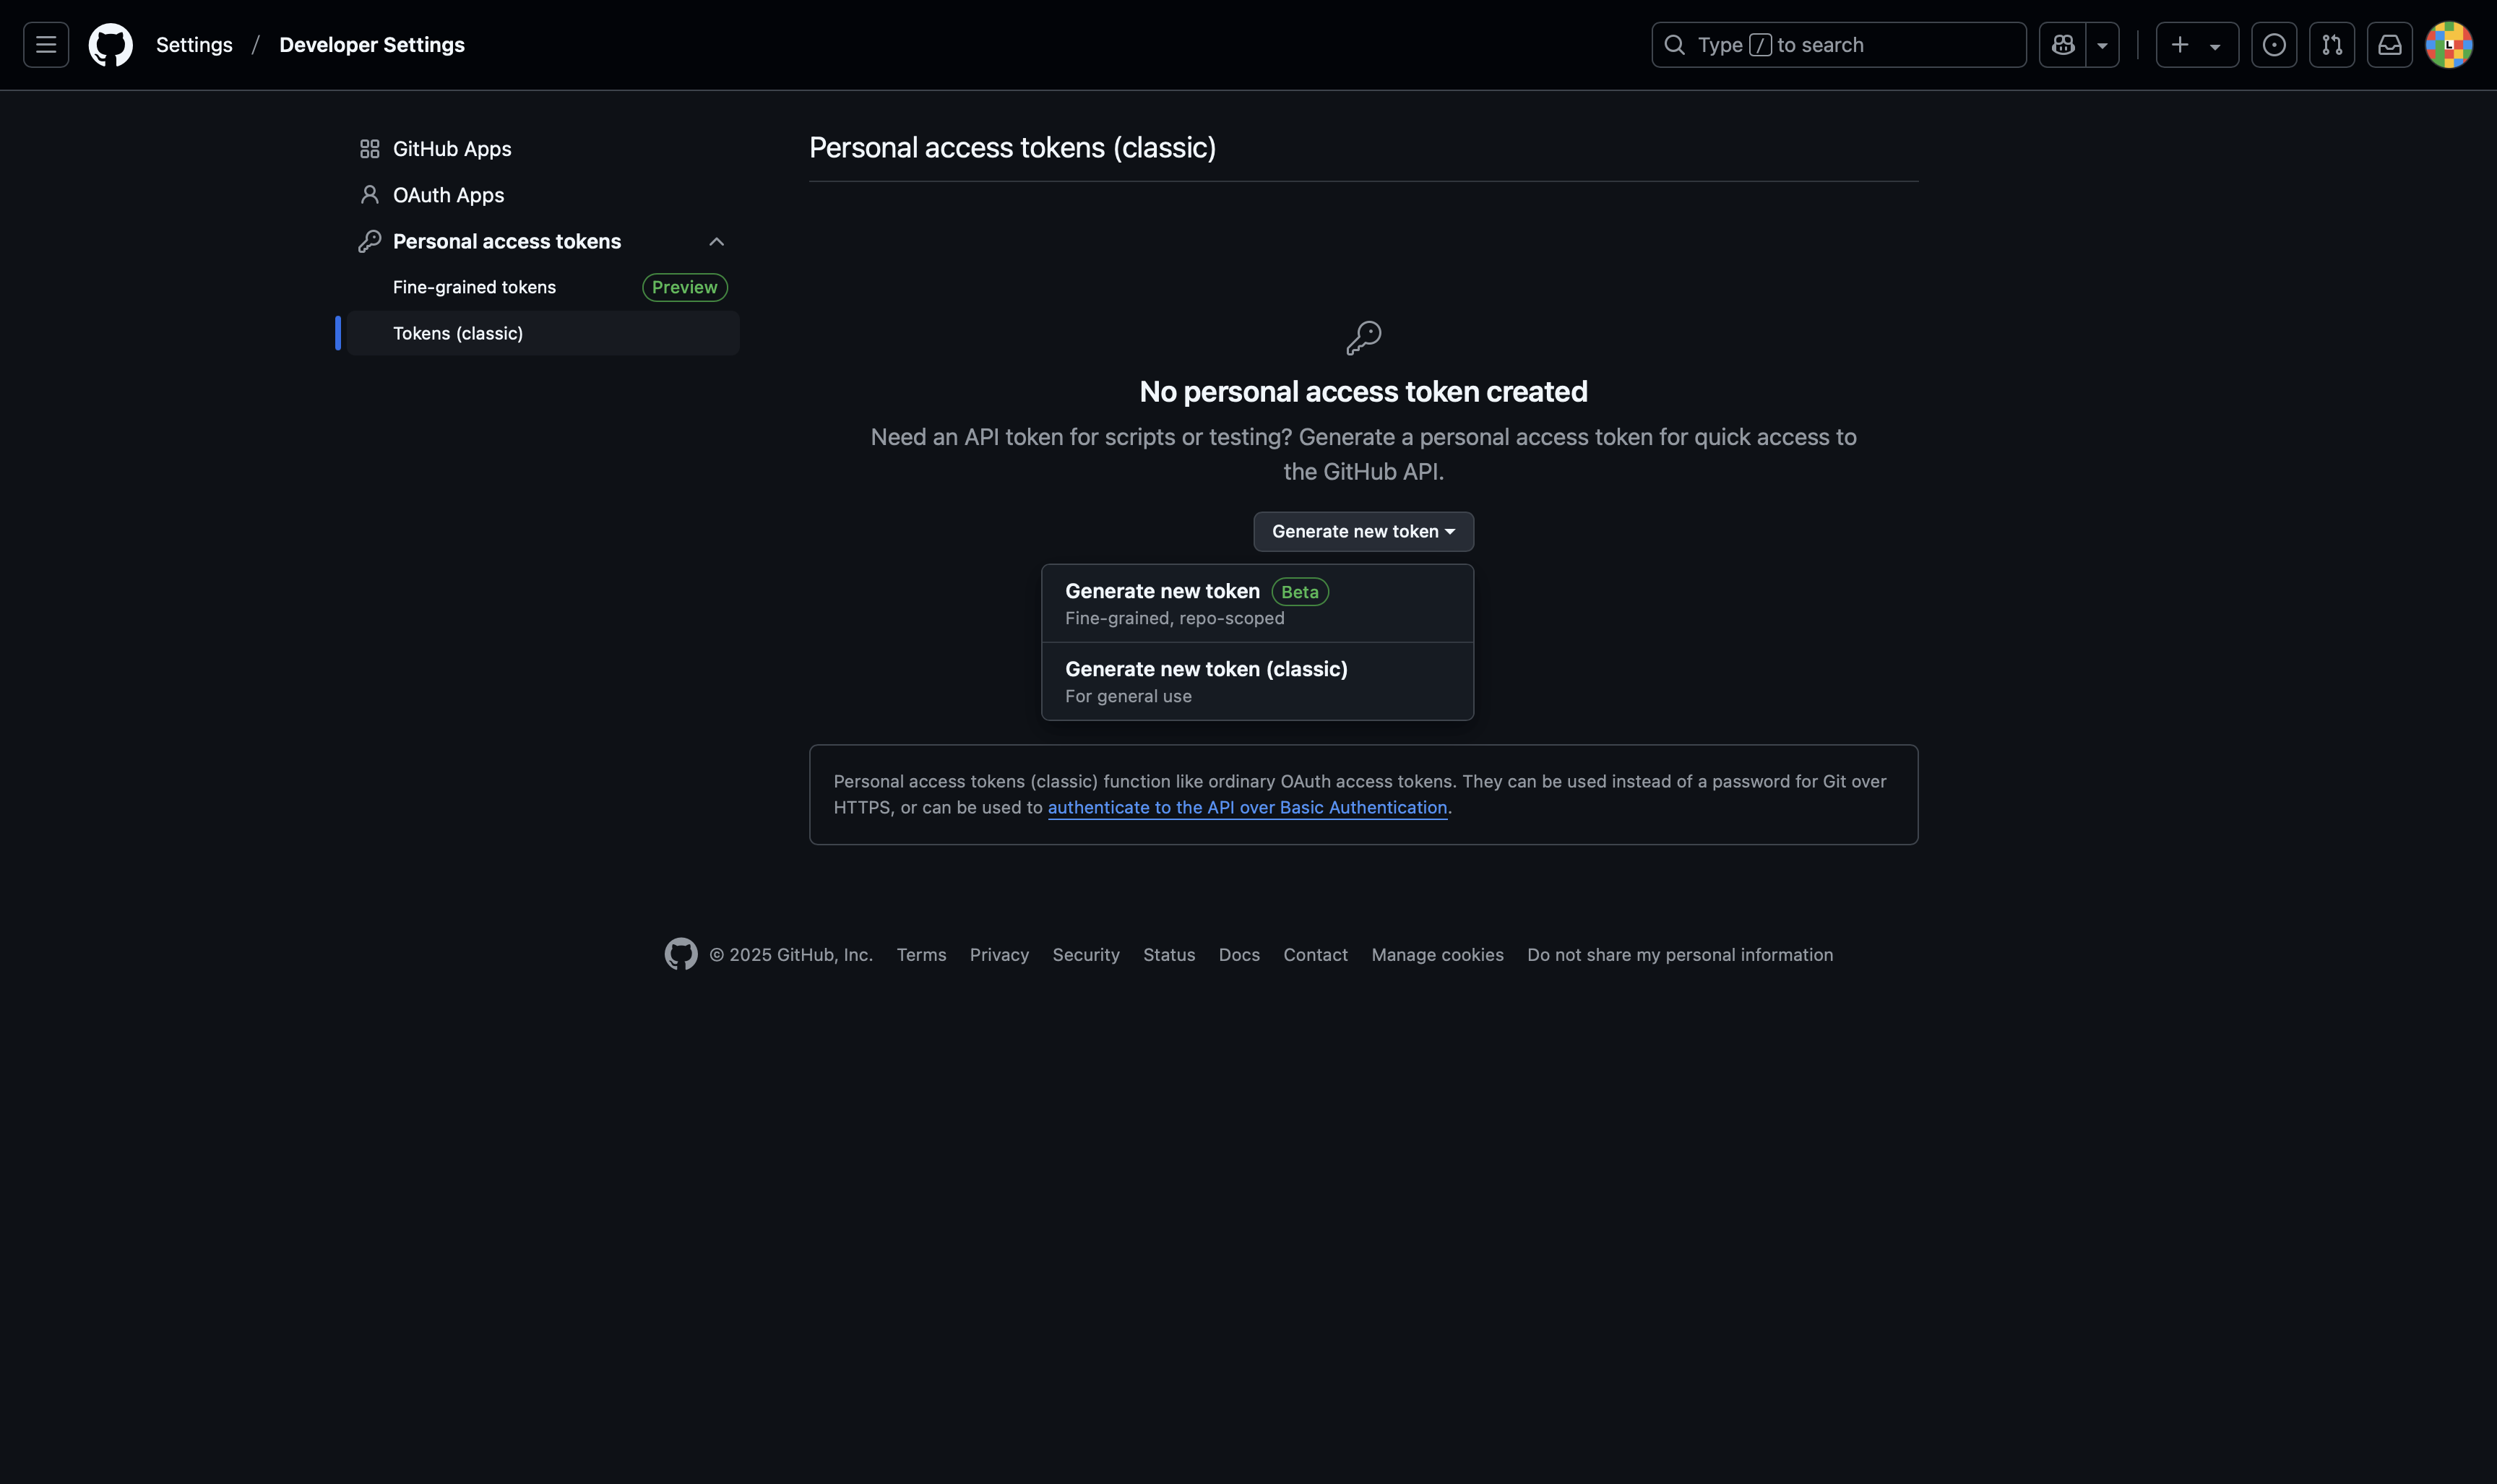 Settings / Developer Settings
Type / to search
L
GitHub Apps
OAuth Apps
Personal access tokens
Fine-grained tokens Preview
Tokens (classic)
Personal access tokens (classic)
No personal access token created
Need an API token for scripts or testing? Generate a personal access token for quick access to
the GitHub API.
Generate new token
Generate new token Beta
Fine-grained, repo-scoped
Generate new token (classic)
For general use
Personal access tokens (classic) function like ordinary OAuth access tokens. They can be used instead of a password for Git over
HTTPS, or can be used to authenticate to the API over Basic Authentication.
© 2025 GitHub, Inc. Terms Privacy Security Status Docs Contact Manage cookies Do not share my personal information